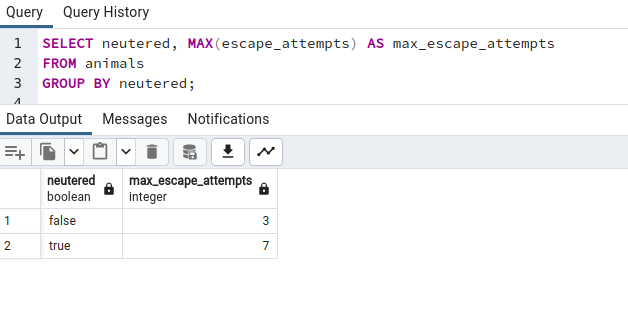 Query Query History
1 SELECT neutered, MAX(escape_attempts) AS max_escape_attempts
2 FROM animals
3 GROUP BY neutered;
4
Data Output Messages Notifications
neutered max_escape_attempts
boolean integer
1 false 3
2 true 7